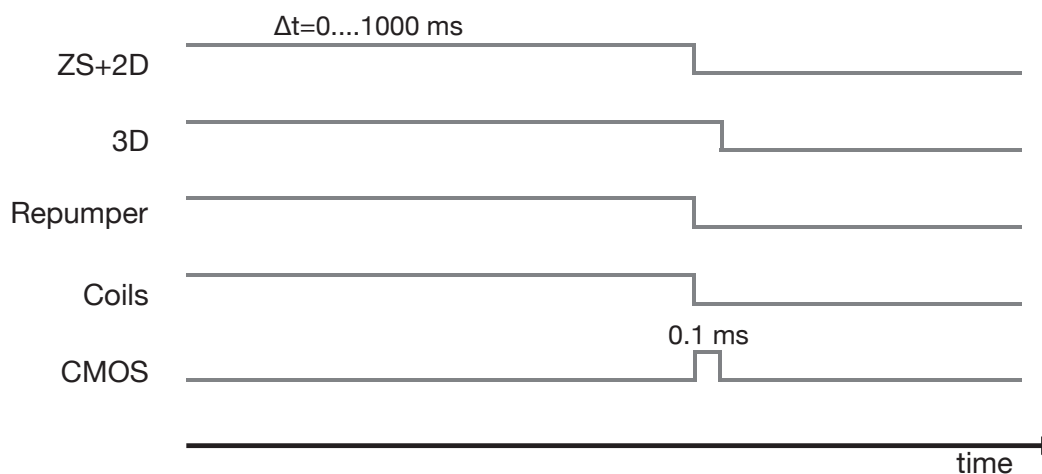 Δt=0....1000 ms
ZS+2D
3D
Repumper
Coils
0.1 ms
CMOS
time